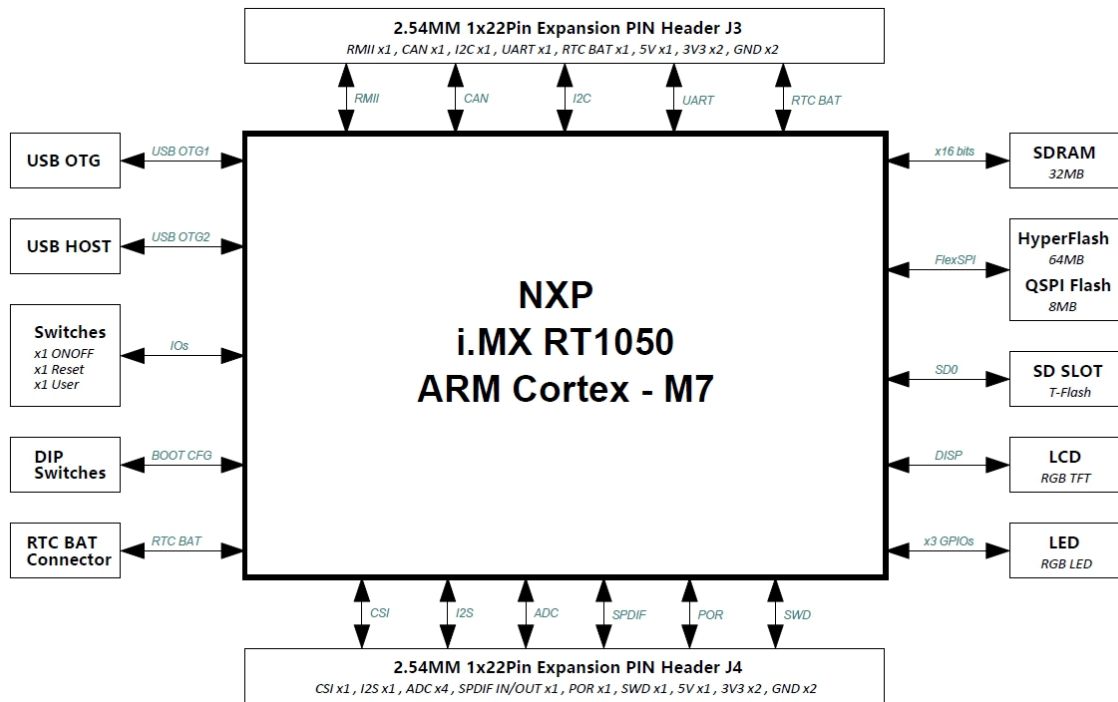 2.54MM 1x22Pin Expansion PIN Header J3
RMII x1 , CAN x1 , I2C x1 , UART x1 , RTC BAT x1 , 5V x1 , 3V3 x2 , GND x2
RMII
CAN
I2C
UART
RTC BAT
USB OTG
USB OTG1
USB HOST
USB OTG2
Switches
x1 ONOFF
x1 Reset
x1 User
IOs
DIP
Switches
BOOT CFG
RTC BAT
Connector
RTC BAT
NXP
i.MX RT1050
ARM Cortex - M7
x16 bits
SDRAM
32MB
FlexSPI
HyperFlash
64MB
QSPI Flash
8MB
SD0
SD SLOT
T-Flash
DISP
LCD
RGB TFT
x3 GPIOs
LED
RGB LED
CSI
I2S
ADC
SPDIF
POR
SWD
2.54MM 1x22Pin Expansion PIN Header J4
CSI x1 , I2S x1 , ADC x4 , SPDIF IN/OUT x1 , POR x1 , SWD x1 , 5V x1 , 3V3 x2 , GND x2